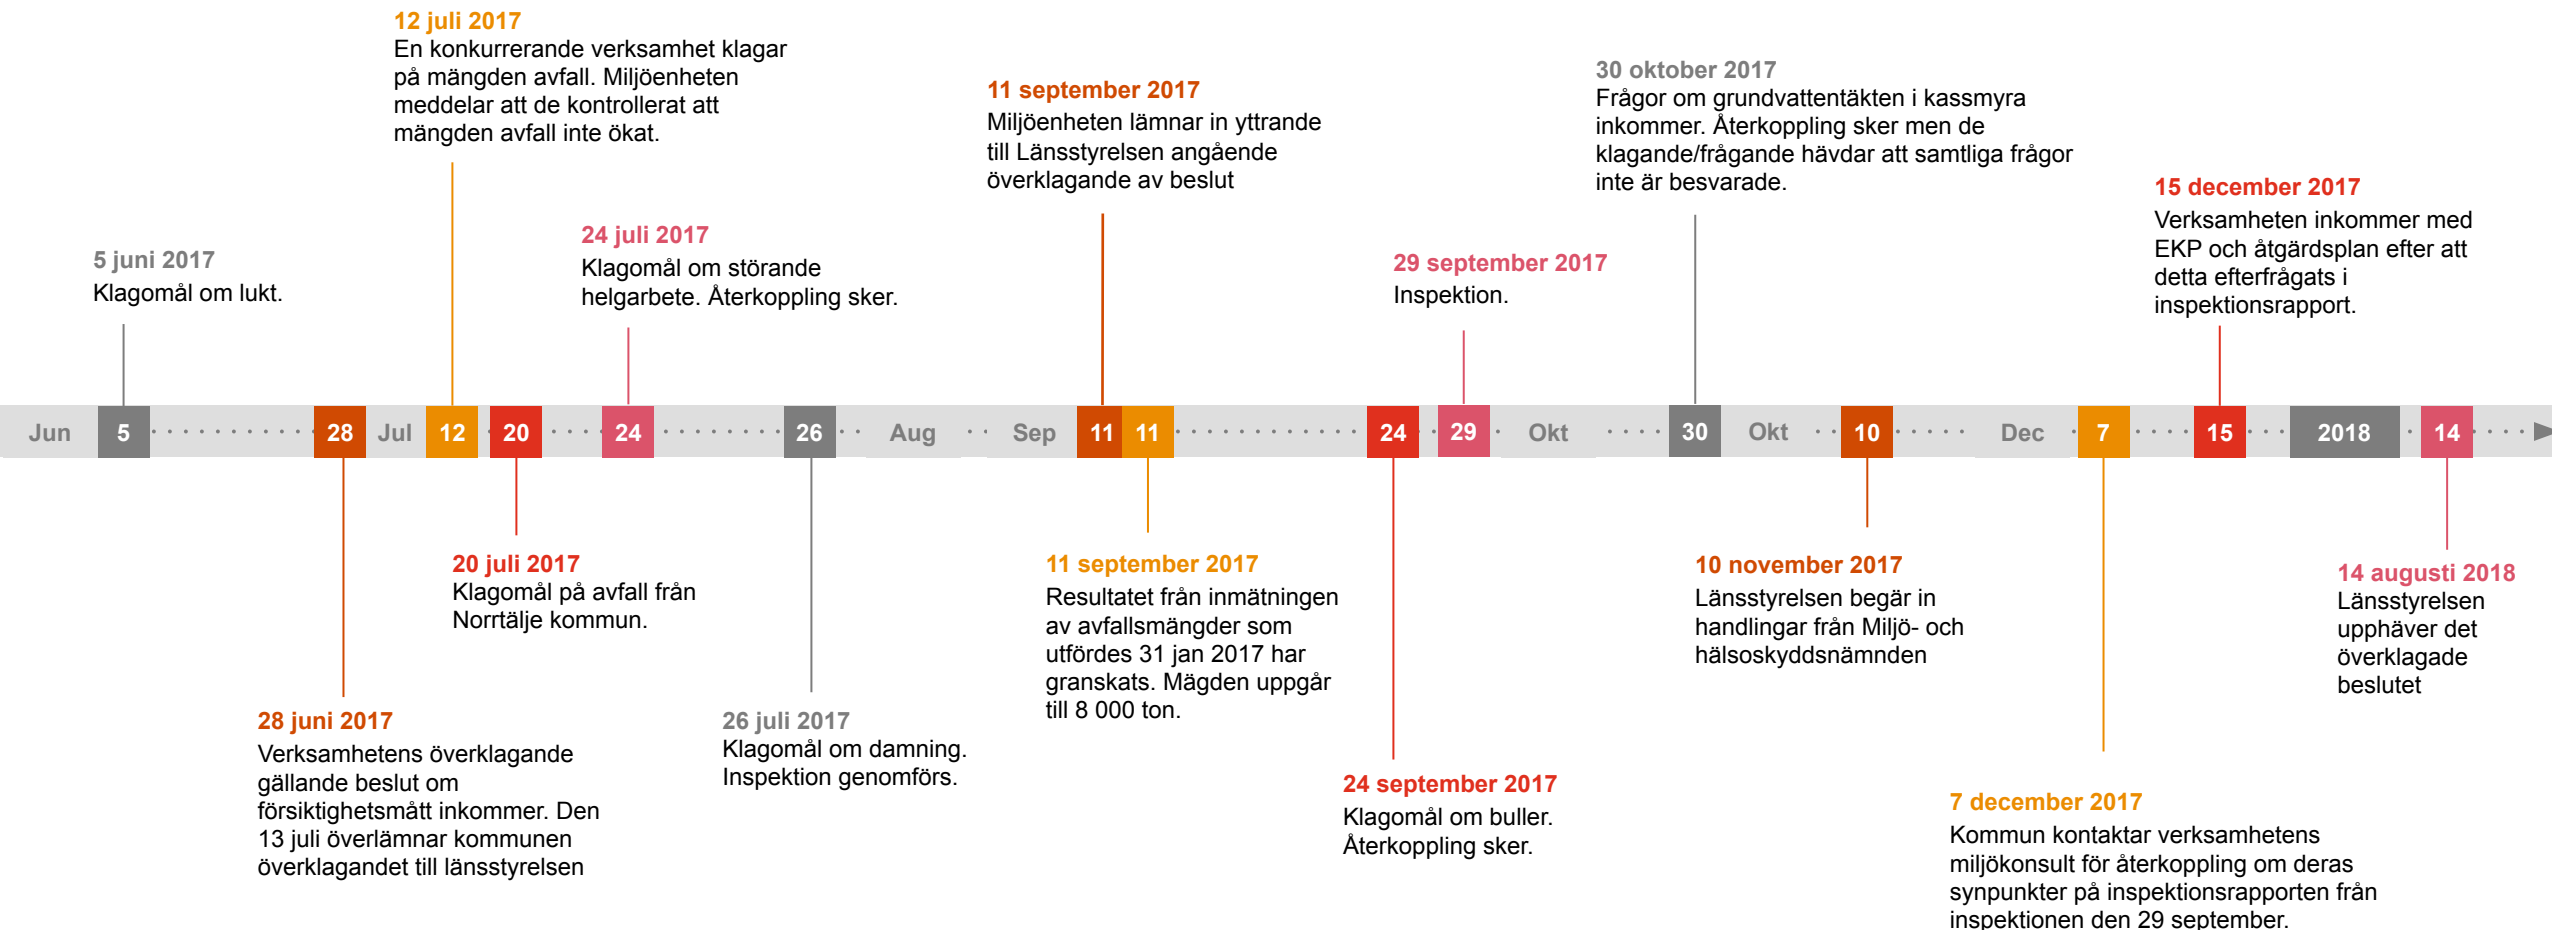 12 juli 2017
En konkurrerande verksamhet klagar
på mängden avfall. Miljöenheten
meddelar att de kontrollerat att
mängden avfall inte ökat.
11 september 2017
Miljöenheten lämnar in yttrande
till Länsstyrelsen angående
överklagande av beslut
30 oktober 2017
Frågor om grundvattentäkten i kassmyra
inkommer. Återkoppling sker men de
klagande/frågande hävdar att samtliga frågor
inte är besvarade.
15 december 2017
Verksamheten inkommer med
EKP och åtgärdsplan efter att
detta efterfrågats i
inspektionsrapport.
5 juni 2017
Klagomål om lukt.
24 juli 2017
Klagomål om störande
helgarbete. Återkoppling sker.
29 september 2017
Inspektion.
Jun 5 28 Jul 12 20 24 26 Aug Sep 11 11 24 29 Okt 30 Okt 10 Dec 7 15 2018 14
20 juli 2017
Klagomål på avfall från
Norrtälje kommun.
11 september 2017
Resultatet från inmätningen
av avfallsmängder som
utfördes 31 jan 2017 har
granskats. Mägden uppgår
till 8 000 ton.
10 november 2017
Länsstyrelsen begär in
handlingar från Miljö- och
hälsoskyddsnämnden
14 augusti 2018
Länsstyrelsen
upphäver det
överklagade
beslutet
28 juni 2017
Verksamhetens överklagande
gällande beslut om
försiktighetsmått inkommer. Den
13 juli överlämnar kommunen
överklagandet till länsstyrelsen
26 juli 2017
Klagomål om damning.
Inspektion genomförs.
24 september 2017
Klagomål om buller.
Återkoppling sker.
7 december 2017
Kommun kontaktar verksamhetens
miljökonsult för återkoppling om deras
synpunkter på inspektionsrapporten från
inspektionen den 29 september.